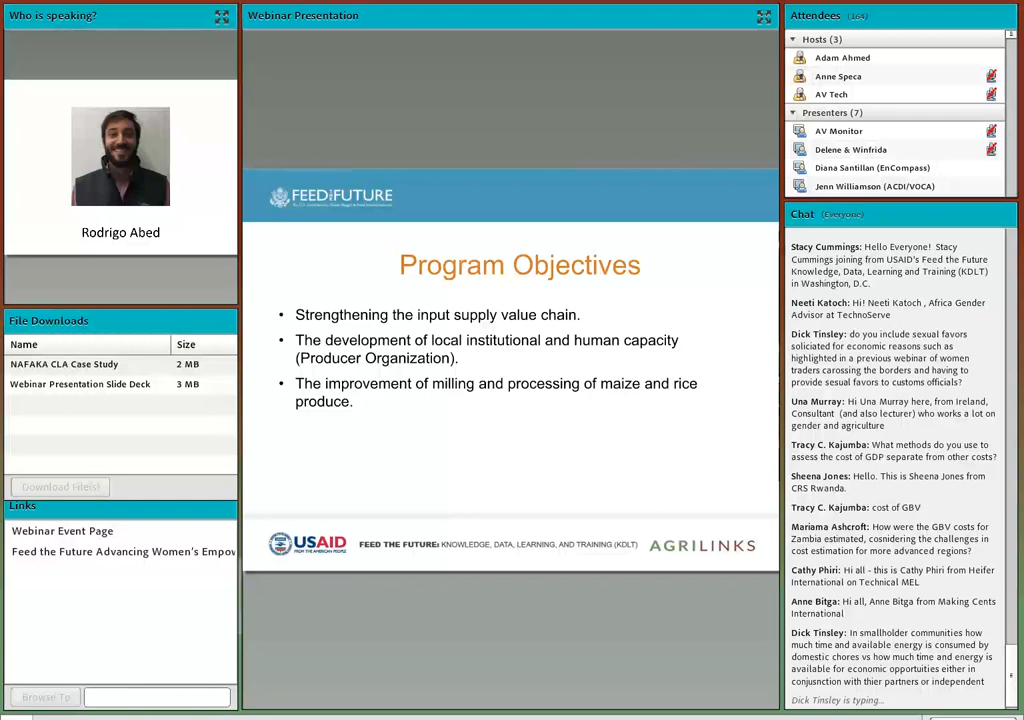 Who is speaking?
Rodrigo Abed
File Downloads
Name Size
NAFAKA CLA Case Study 2 MB
Webinar Presentation Slide Deck 3 MB
Download File(s)
Links
Webinar Event Page
Feed the Future Advancing Women's Empov
Browse To
Webinar Presentation
FEED THE FUTURE
Program Objectives
• Strengthening the input supply value chain.
• The development of local institutional and human capacity
(Producer Organization).
• The improvement of milling and processing of maize and rice
produce.
USAID
FROM THE AMERICAN PEOPLE
FEED THE FUTURE: KNOWLEDGE, DATA, LEARNING, AND TRAINING (KDLT)
AGRILINKS
Attendees (164)
Hosts (3)
Adam Ahmed
Anne Speca
AV Tech
Presenters (7)
AV Monitor
Delene & Winfrida
Diana Santillan (EnCompass)
Jenn Williamson (ACDI/VOCA)
Chat (Everyone)
Stacy Cummings: Hello Everyone! Stacy
Cummings joining from USAID's Feed the Future
Knowledge, Data, Learning and Training (KDLT)
in Washington, D.C.
Neeti Katoch: Hi! Neeti Katoch , Africa Gender
Advisor at TechnoServe
Dick Tinsley: do you include sexual favors
soliciated for economic reasons such as
highlighted in a previous webinar of women
traders carossing the borders and having to
provide sexual favors to customs officials?
Una Murray: Hi Una Murray here, from Ireland,
Consultant (and also lecturer) who works a lot on
gender and agriculture
Tracy C. Kajumba: What methods do you use to
assess the cost of GDP separate from other costs?
Sheena Jones: Hello. This is Sheena Jones from
CRS Rwanda.
Tracy C. Kajumba: cost of GBV
Mariama Ashcroft: How were the GBV costs for
Zambia estimated, cosnidering the challenges in
cost estimation for more advanced regions?
Cathy Phiri: Hi all - this is Cathy Phiri from Heifer
International on Technical MEL
Anne Bitga: Hi all, Anne Bitga from Making Cents
International
Dick Tinsley: In smallholder communities how
much time and available energy is consumed by
domestic chores vs how much time and energy is
available for economic opportuities either in
conjusnction with thier partners or independent
Dick Tinsley is typing...